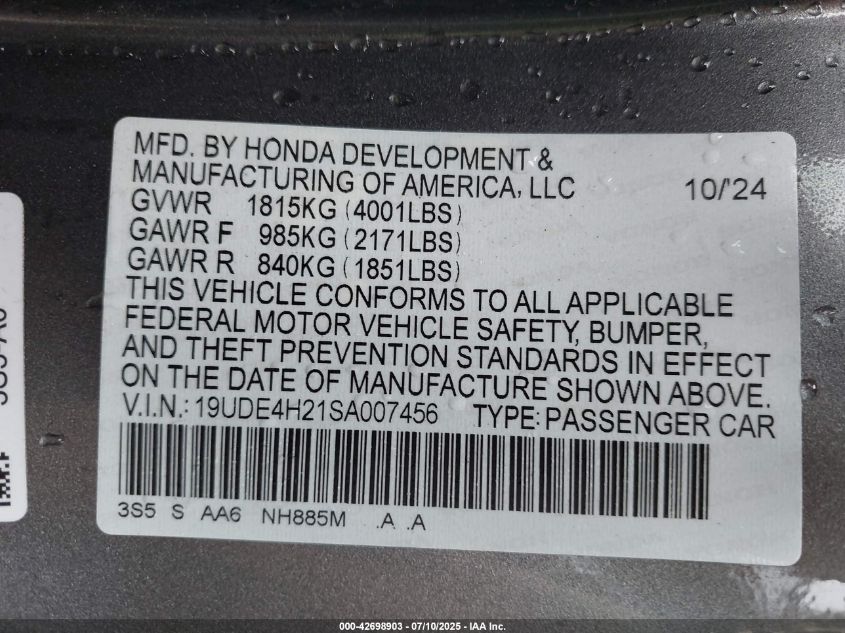 MFD. BY HONDA DEVELOPMENT &
MANUFACTURING OF AMERICA, LLC 10/'24
GVWR 1815KG (4001LBS)
GAWR F 985KG (2171LBS)
GAWR R 840KG (1851LBS)
THIS VEHICLE CONFORMS TO ALL APPLICABLE
FEDERAL MOTOR VEHICLE SAFETY, BUMPER,
AND THEFT PREVENTION STANDARDS IN EFFECT
ON THE DATE OF MANUFACTURE SHOWN ABOVE.
V.I.N.: 19UDE4H21SA007456 TYPE: PASSENGER CAR
3S5 S AA6 NH885M .A .A
000-42698903 - 07/10/2025 - IAA Inc.